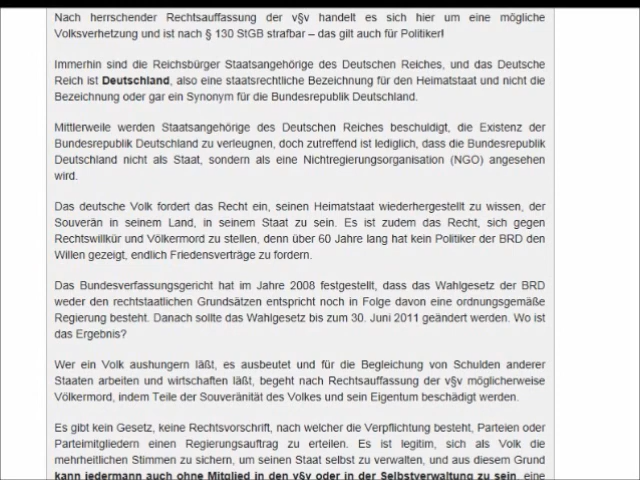 Nach herrschender Rechtsauffassung der v§v handelt es sich hier um eine mögliche
Volksverhetzung und ist nach § 130 StGB strafbar – das gilt auch für Politiker!
Immerhin sind die Reichsbürger Staatsangehörige des Deutschen Reiches, und das Deutsche
Reich ist Deutschland, also eine staatsrechtliche Bezeichnung für den Heimatstaat und nicht die
Bezeichnung oder gar ein Synonym für die Bundesrepublik Deutschland.
Mittlerweile werden Staatsangehörige des Deutschen Reiches beschuldigt, die Existenz der
Bundesrepublik Deutschland zu verleugnen, doch zutreffend ist lediglich, dass die Bundesrepublik
Deutschland nicht als Staat, sondern als eine Nichtregierungsorganisation (NGO) angesehen
wird.
Das deutsche Volk fordert das Recht ein, seinen Heimatstaat wiederhergestellt zu wissen, der
Souverän in seinem Land, in seinem Staat zu sein. Es ist zudem das Recht, sich gegen
Rechtswillkür und Völkermord zu stellen, denn über 60 Jahre lang hat kein Politiker der BRD den
Willen gezeigt, endlich Friedensverträge zu fordern.
Das Bundesverfassungsgericht hat im Jahre 2008 festgestellt, dass das Wahlgesetz der BRD
weder den rechtstaatlichen Grundsätzen entspricht noch in Folge davon eine ordnungsgemäße
Regierung besteht. Danach sollte das Wahlgesetz bis zum 30. Juni 2011 geändert werden. Wo ist
das Ergebnis?
Wer ein Volk aushungern läßt, es ausbeutet und für die Begleichung von Schulden anderer
Staaten arbeiten und wirtschaften läßt, begeht nach Rechtsauffassung der v§v möglicherweise
Völkermord, indem Teile der Souveränität des Volkes und sein Eigentum beschädigt werden.
Es gibt kein Gesetz, keine Rechtsvorschrift, nach welcher die Verpflichtung besteht, Parteien oder
Parteimitgliedern einen Regierungsauftrag zu erteilen. Es ist legitim, sich als Volk die
mehrheitlichen Stimmen zu sichern, um seinen Staat selbst zu verwalten, und aus diesem Grund
kann jedermann auch ohne Mitglied in den v§v oder in der Selbstverwaltung zu sein, eine